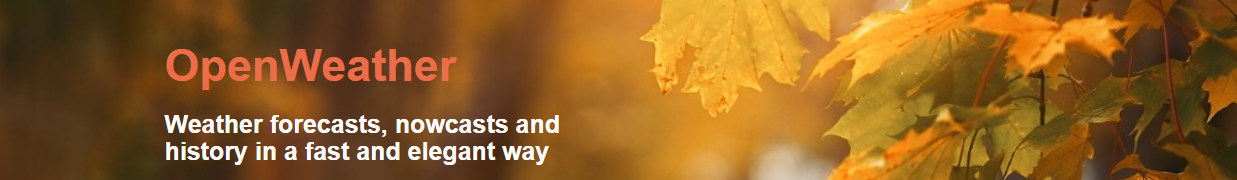 OpenWeather
Weather forecasts, nowcasts and
history in a fast and elegant way